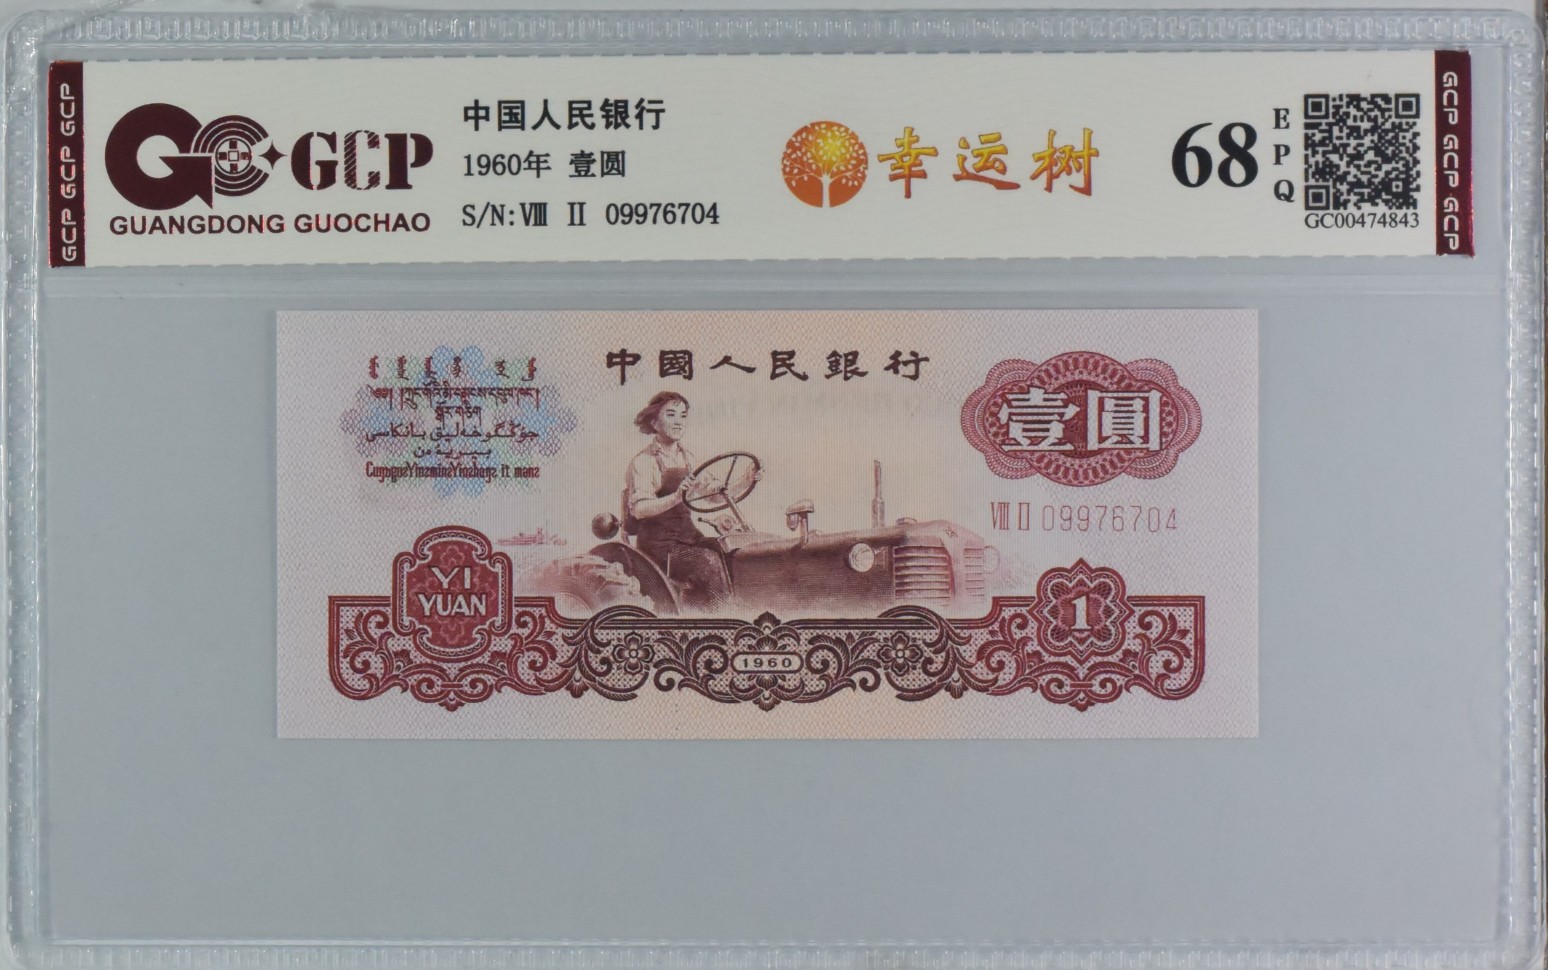 GCP GCP GCP
GCP
GUANGDONG GUOCHAO
中国人民银行
1960年 壹圆
S/N: Ⅷ Ⅱ 09976704
幸运树
68
EPQ
GC00474843
GCP GCP GCP
中國人民銀行
壹圓
Ⅷ Ⅱ 09976704
YI
YUAN
1960
1